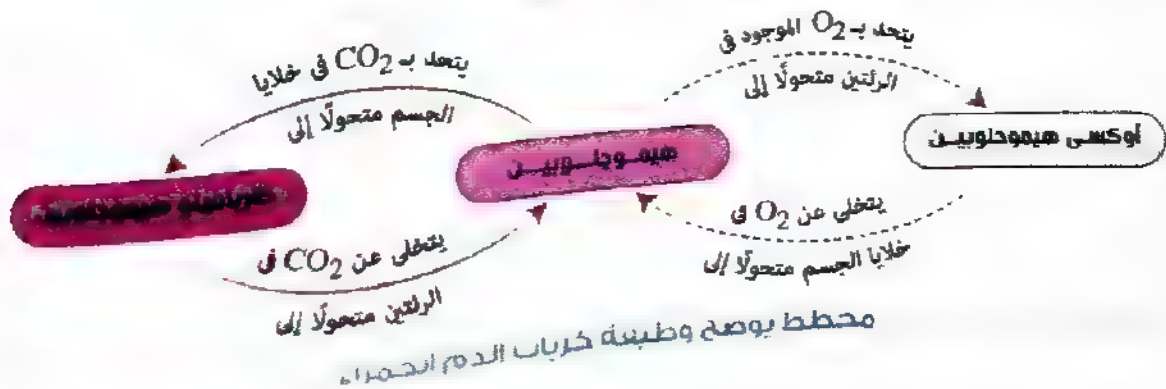 يتحد بـ O2 الموجود في
الرئتين متحولًا إلى
أوكسى هيموجلوبين
يتخلى عن O2 في
خلايا الجسم متحولًا إلى
هيموجلوبين
يتحد بـ CO2 في خلايا
الجسم متحولًا إلى
يتخلى عن CO2 في
الرئتين متحولًا إلى
مخطط يوضح وظيفة كريات الدم الحمراء